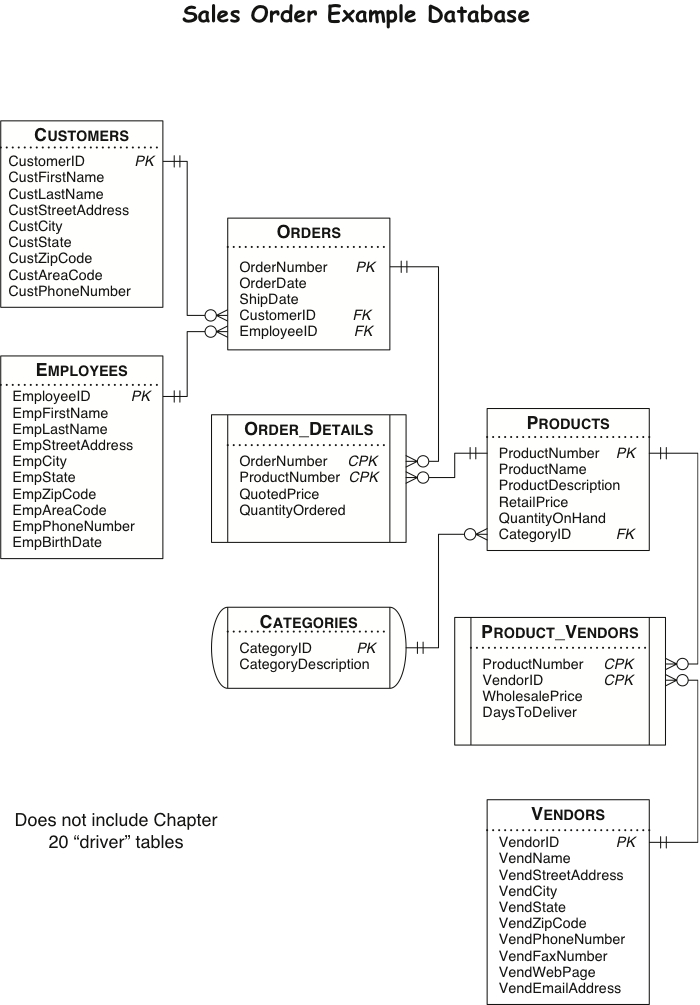 Sales Order Example Database
CUSTOMERS
CustomerID PK
CustFirstName
CustLastName
CustStreetAddress
CustCity
CustState
CustZipCode
CustAreaCode
CustPhoneNumber
EMPLOYEES
EmployeeID PK
EmpFirstName
EmpLastName
EmpStreetAddress
EmpCity
EmpState
EmpZipCode
EmpAreaCode
EmpPhoneNumber
EmpBirthDate
ORDERS
OrderNumber PK
OrderDate
ShipDate
CustomerID FK
EmployeeID FK
ORDER_DETAILS
OrderNumber CPK
ProductNumber CPK
QuotedPrice
QuantityOrdered
PRODUCTS
ProductNumber PK
ProductName
ProductDescription
RetailPrice
QuantityOnHand
CategoryID FK
CATEGORIES
CategoryID PK
CategoryDescription
PRODUCT_VENDORS
ProductNumber CPK
VendorID CPK
WholesalePrice
DaysToDeliver
VENDORS
VendorID PK
VendName
VendStreetAddress
VendCity
VendState
VendZipCode
VendPhoneNumber
VendFaxNumber
VendWebPage
VendEmailAddress
Does not include Chapter
20 “driver” tables